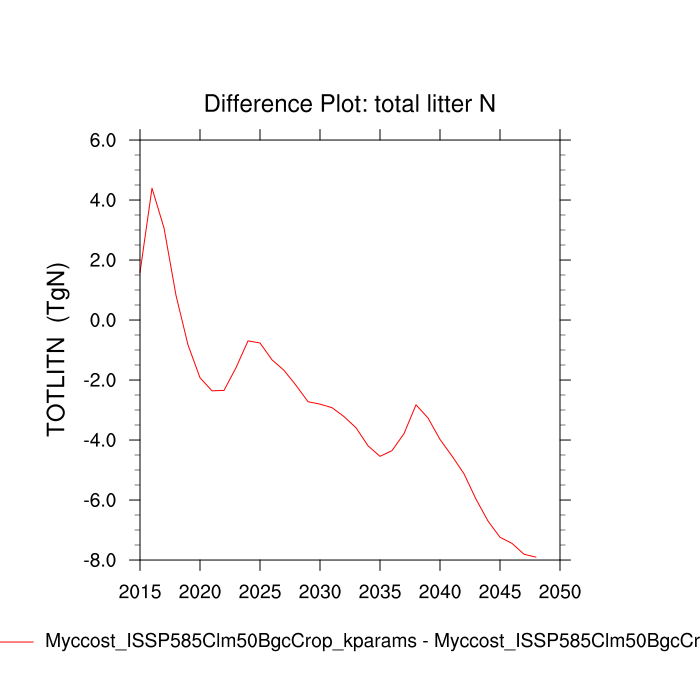 Difference Plot: total litter N
6.0
4.0
2.0
0.0
-2.0
-4.0
-6.0
-8.0
TOTLITN (TgN)
2015 2020 2025 2030 2035 2040 2045 2050
Myccost_ISSP585Clm50BgcCrop_kparams - Myccost_ISSP585Clm50BgcCr